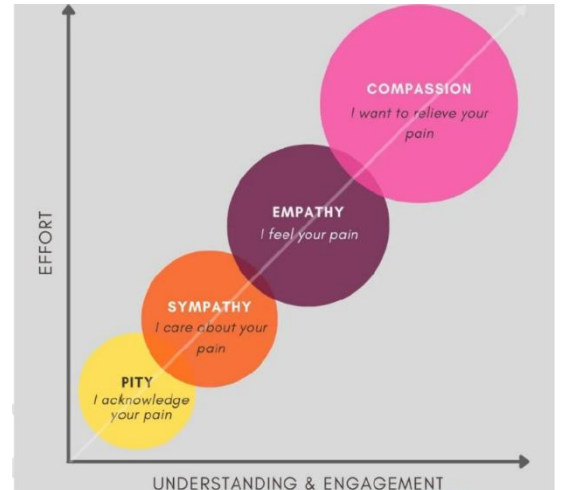 COMPASSION
I want to relieve your
pain
EMPATHY
I feel your pain
SYMPATHY
I care about your
pain
PITY
I acknowledge
your pain
EFFORT
UNDERSTANDING & ENGAGEMENT